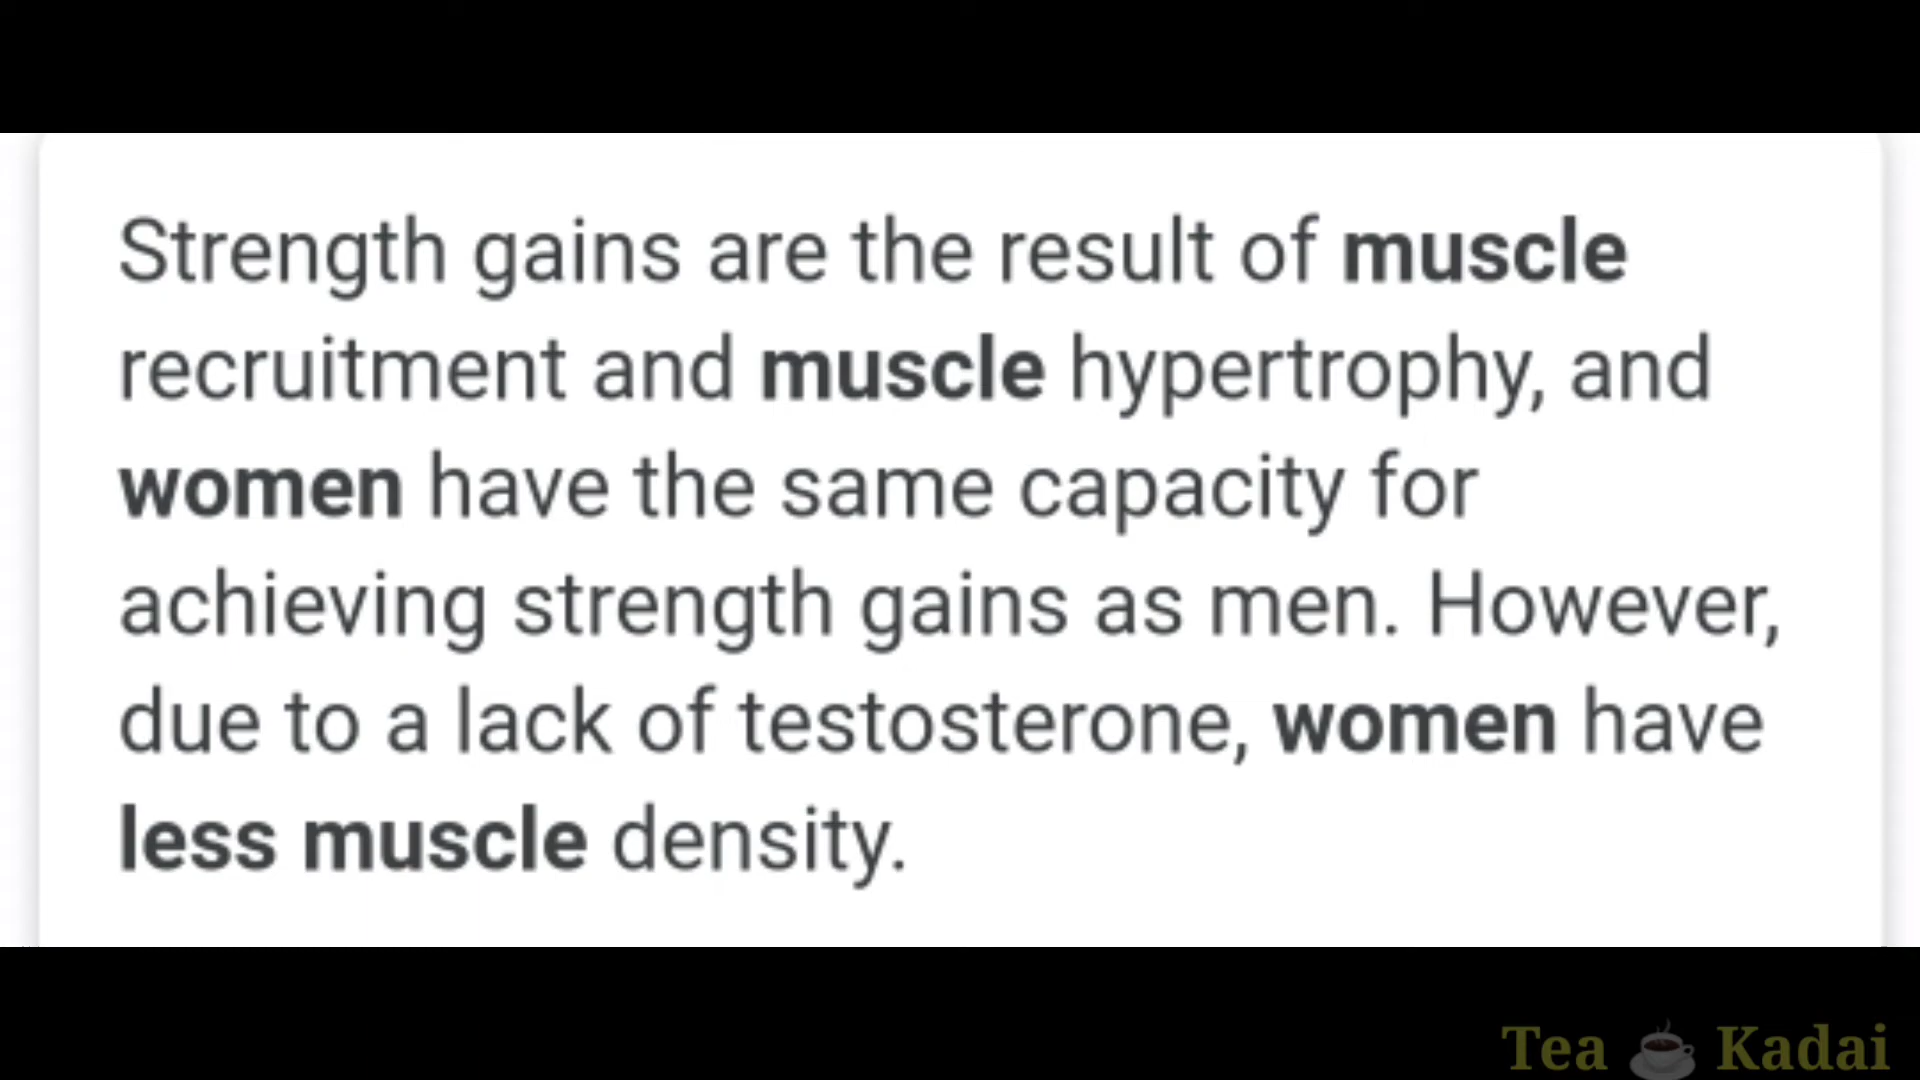 Strength gains are the result of muscle
recruitment and muscle hypertrophy, and
women have the same capacity for
achieving strength gains as men. However,
due to a lack of testosterone, women have
less muscle density.
Tea Kadai